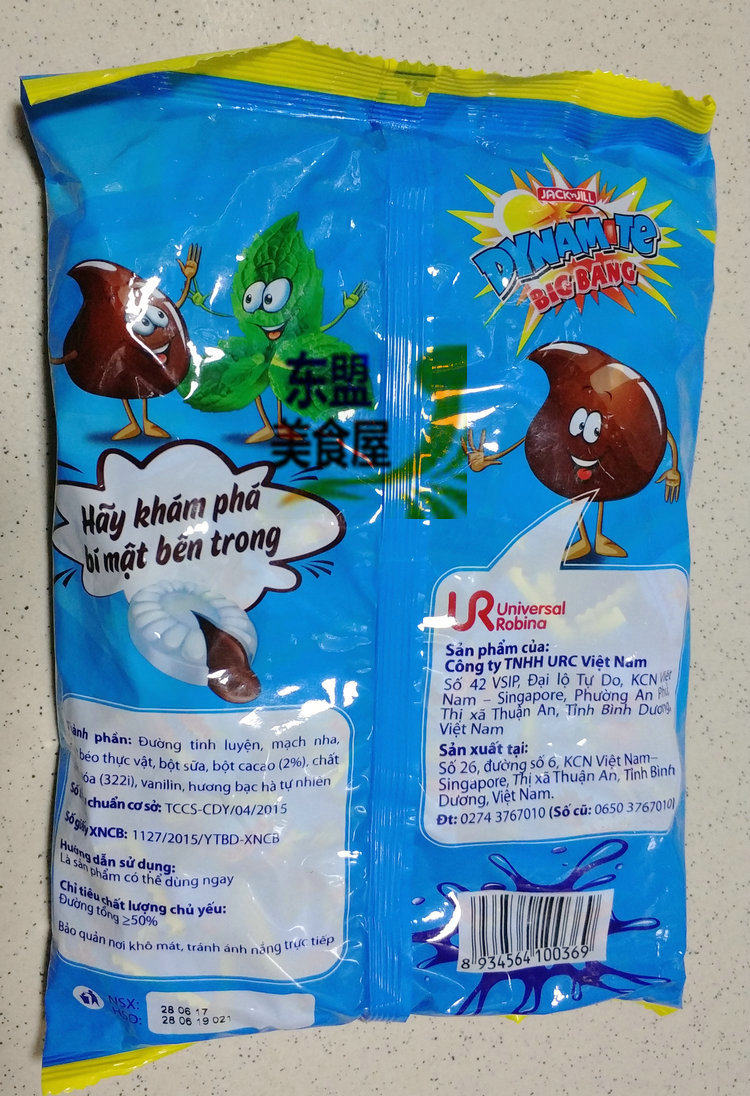 JACK'n JILL
DYNAMITE
BIG BANG
东盟
美食屋
Hãy khám phá
bí mật bên trong
UR Universal
Robina
Sản phẩm của:
Công ty TNHH URC Việt Nam
Số 42 VSIP, Đại lộ Tự Do, KCN Việt
Nam – Singapore, Phường An Phú,
Thị xã Thuận An, Tỉnh Bình Dương,
Việt Nam
Sản xuất tại:
Số 26, đường số 6, KCN Việt Nam–
Singapore, Thị xã Thuận An, Tỉnh Bình
Dương, Việt Nam.
Đt: 0274 3767010 (Số cũ: 0650 3767010)
phần: Đường tinh luyện, mạch nha,
béo thực vật, bột sữa, bột cacao (2%), chất
hóa (322i), vanilin, hương bạc hà tự nhiên
Số chuẩn cơ sở: TCCS-CDY/04/2015
Số giấy XNCB: 1127/2015/YTBD-XNCB
Hướng dẫn sử dụng:
Là sản phẩm có thể dùng ngay
Chỉ tiêu chất lượng chủ yếu:
Đường tổng ≥50%
Bảo quản nơi khô mát, tránh ánh nắng trực tiếp
8 934564 100369
NSX: 28 06 17
HSD: 28 06 19 021